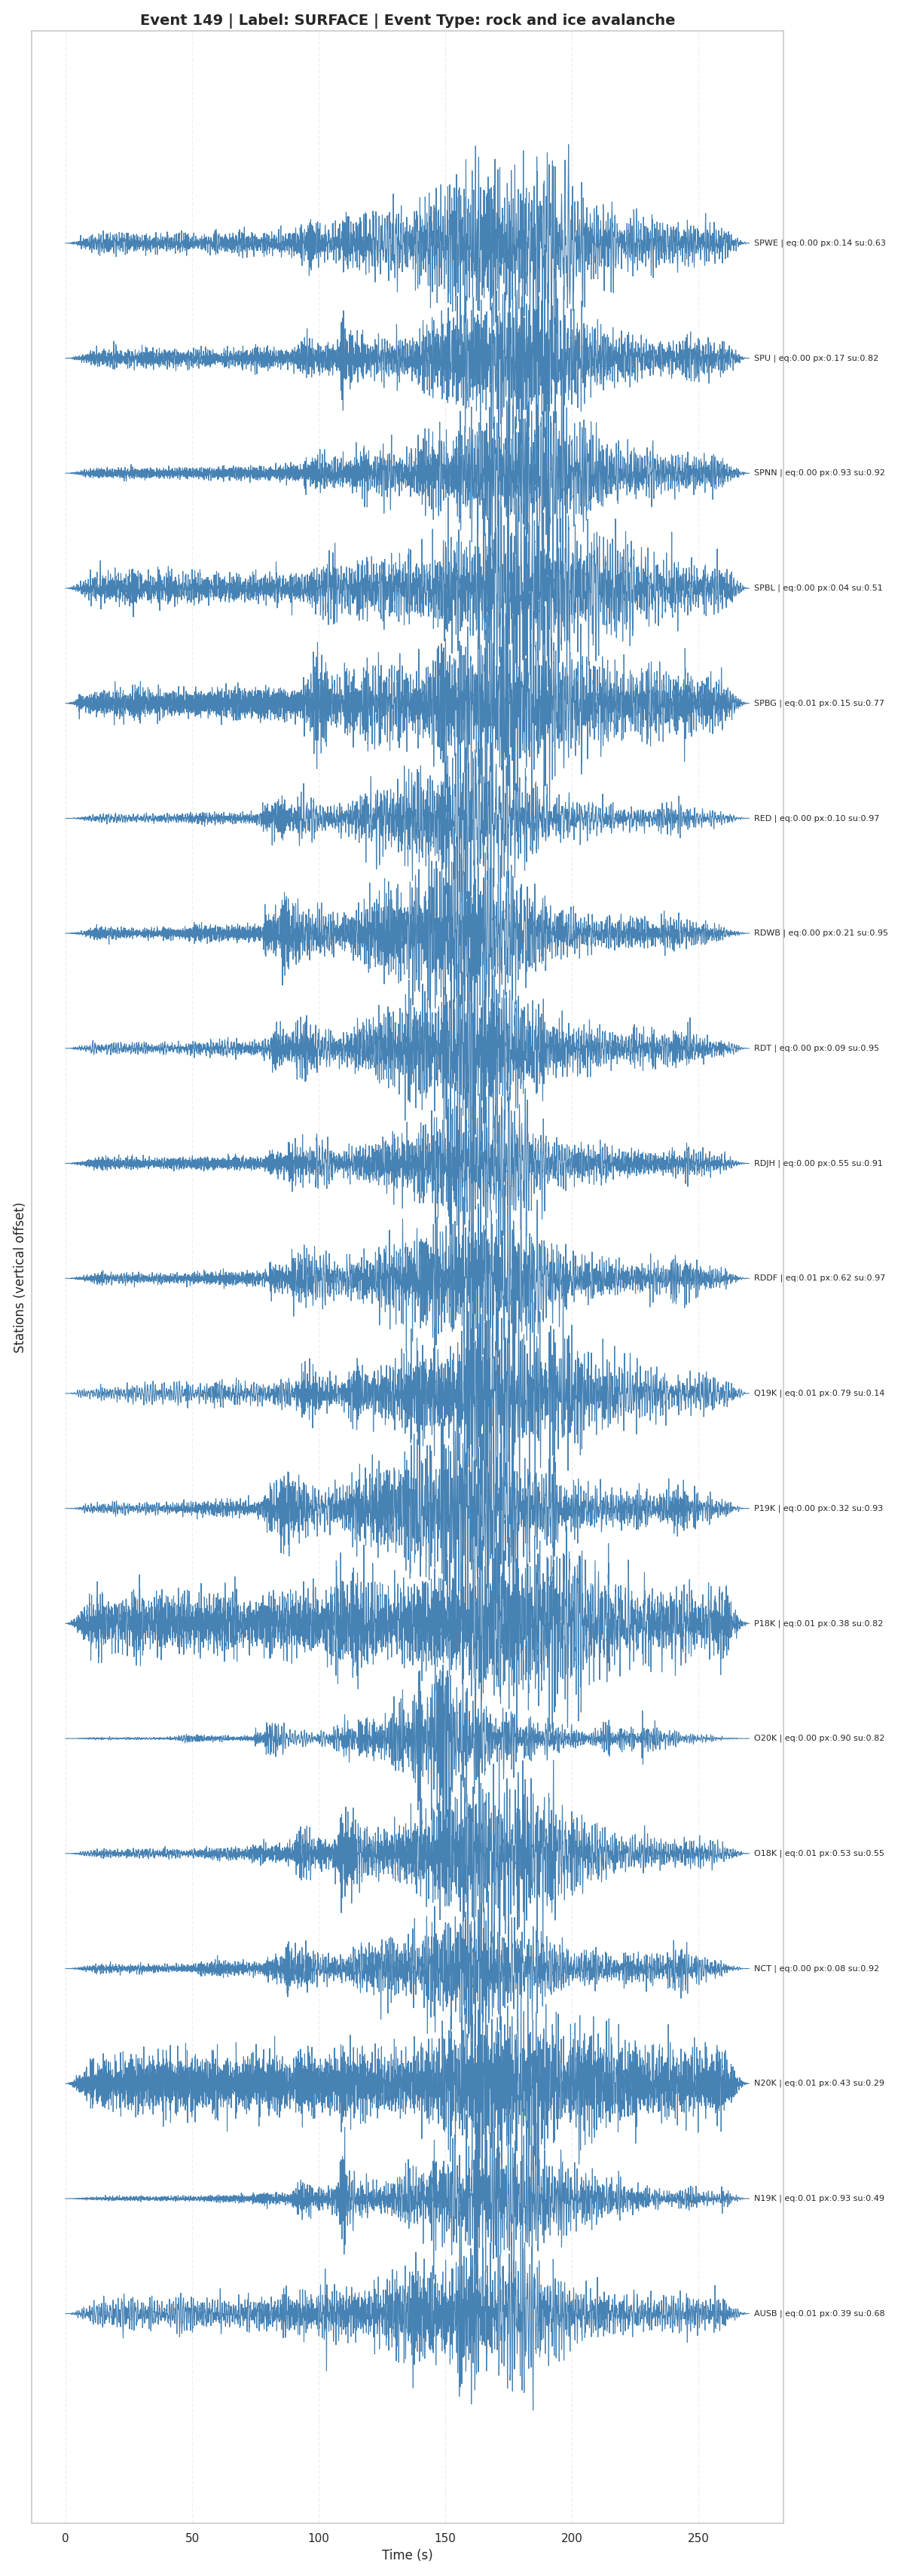 Event 149 | Label: SURFACE | Event Type: rock and ice avalanche
SPWE | eq:0.00 px:0.14 su:0.63
SPU | eq:0.00 px:0.17 su:0.82
SPNN | eq:0.00 px:0.93 su:0.92
SPBL | eq:0.00 px:0.04 su:0.51
SPBG | eq:0.01 px:0.15 su:0.77
RED | eq:0.00 px:0.10 su:0.97
RDWB | eq:0.00 px:0.21 su:0.95
RDT | eq:0.00 px:0.09 su:0.95
RDJH | eq:0.00 px:0.55 su:0.91
RDDF | eq:0.01 px:0.62 su:0.97
Q19K | eq:0.01 px:0.79 su:0.14
P19K | eq:0.00 px:0.32 su:0.93
P18K | eq:0.01 px:0.38 su:0.82
O20K | eq:0.00 px:0.90 su:0.82
O18K | eq:0.01 px:0.53 su:0.55
NCT | eq:0.00 px:0.08 su:0.92
N20K | eq:0.01 px:0.43 su:0.29
N19K | eq:0.01 px:0.93 su:0.49
AUSB | eq:0.01 px:0.39 su:0.68
Stations (vertical offset)
0 50 100 150 200 250
Time (s)